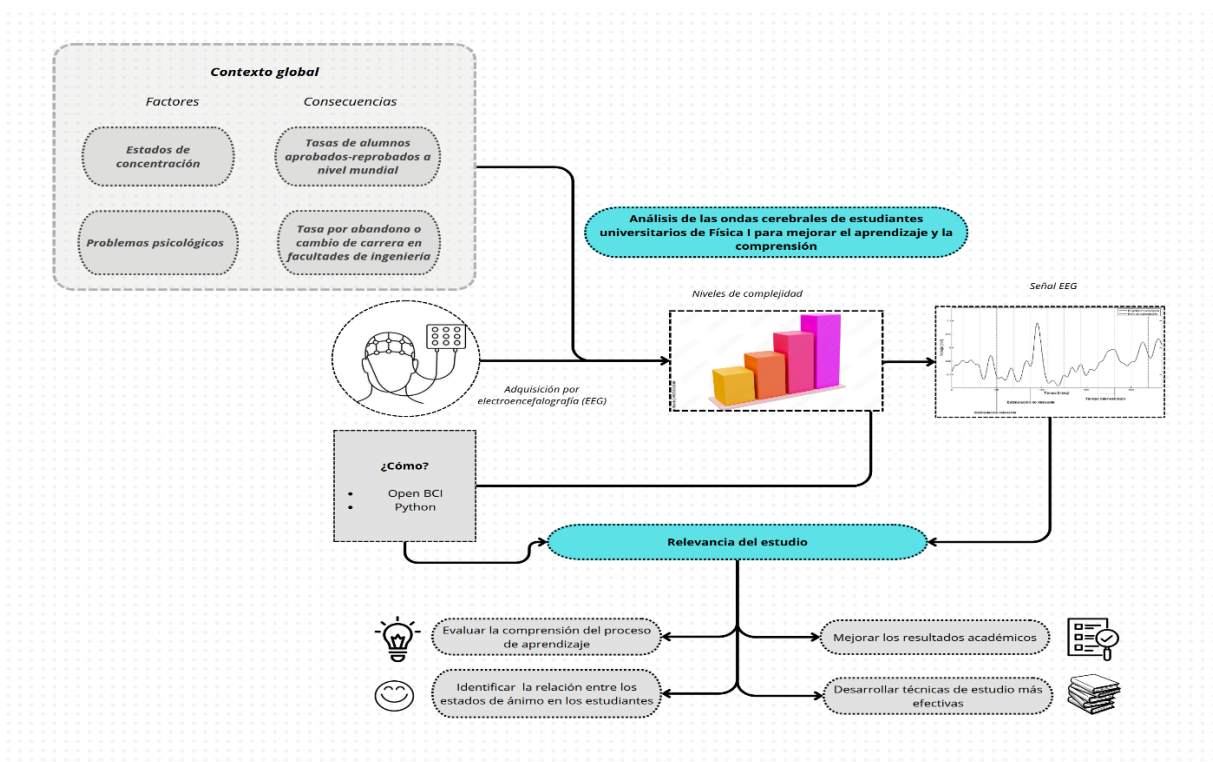 Contexto global
Factores
Consecuencias
Estados de
concentración
Tasas de alumnos
aprobados-reprobados a
nivel mundial
Problemas psicológicos
Tasa por abandono o
cambio de carrera en
facultades de ingeniería
Análisis de las ondas cerebrales de estudiantes
universitarios de Física I para mejorar el aprendizaje y la
comprensión
Niveles de complejidad
Señal EEG
Adquisición por
electroencefalografía (EEG)
¿Cómo?
• Open BCI
• Python
Relevancia del estudio
Evaluar la comprensión del proceso
de aprendizaje
Mejorar los resultados académicos
Identificar la relación entre los
estados de ánimo en los estudiantes
Desarrollar técnicas de estudio más
efectivas